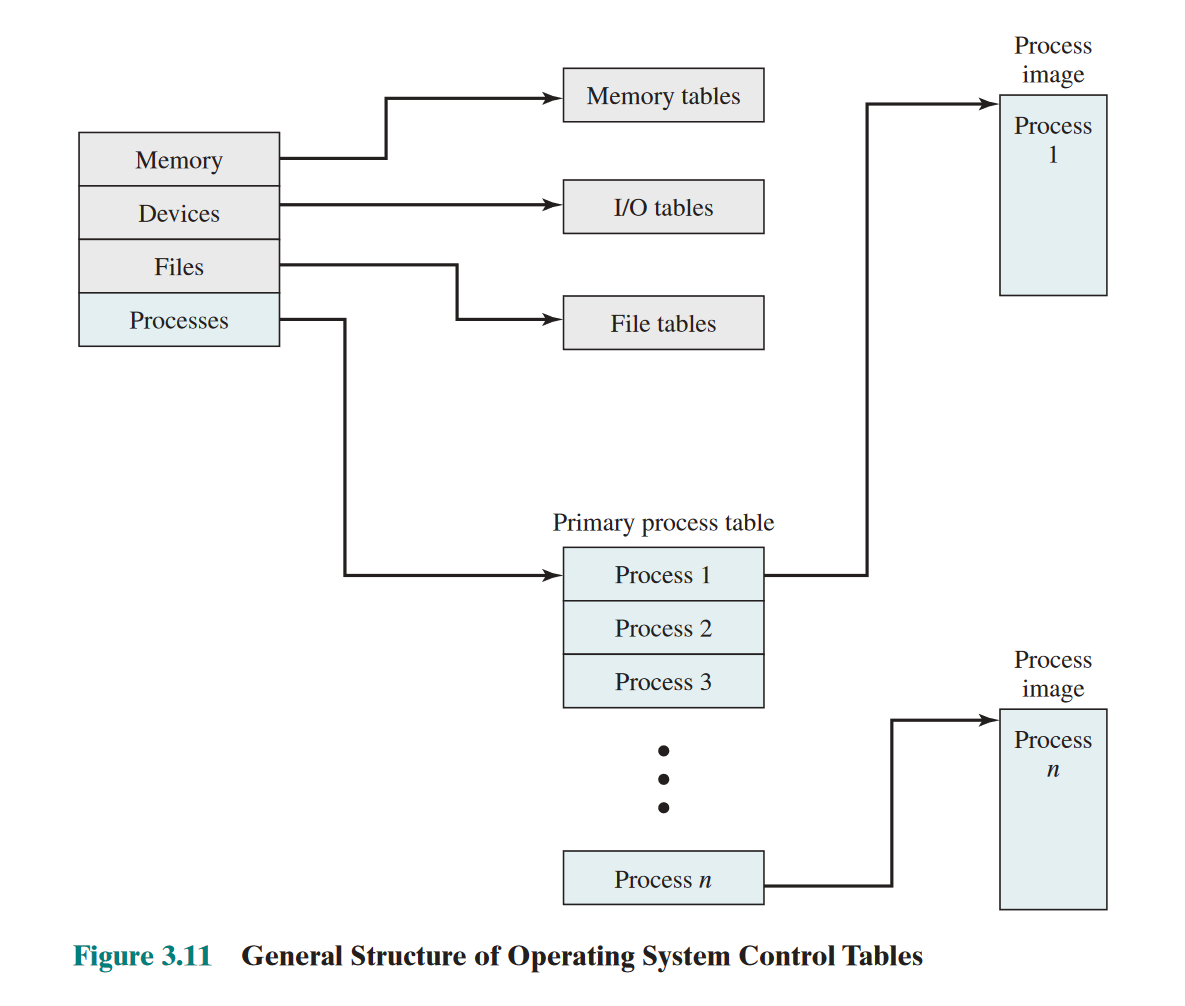 Process
image
Process
1
Memory tables
Memory
Devices
I/O tables
Files
Processes
File tables
Primary process table
Process 1
Process 2
Process 3
Process n
Process
image
Process
n
Figure 3.11 General Structure of Operating System Control Tables